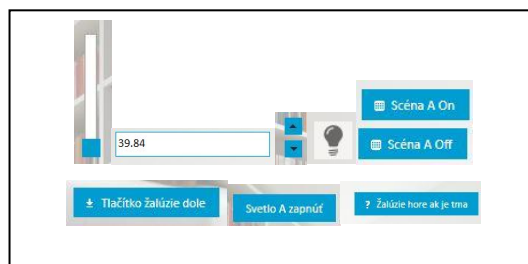 Scéna A On
39.84
Scéna A Off
Tlačítko žalúzie dole
Svetlo A zapnúť
? Žalúzie hore ak je tma